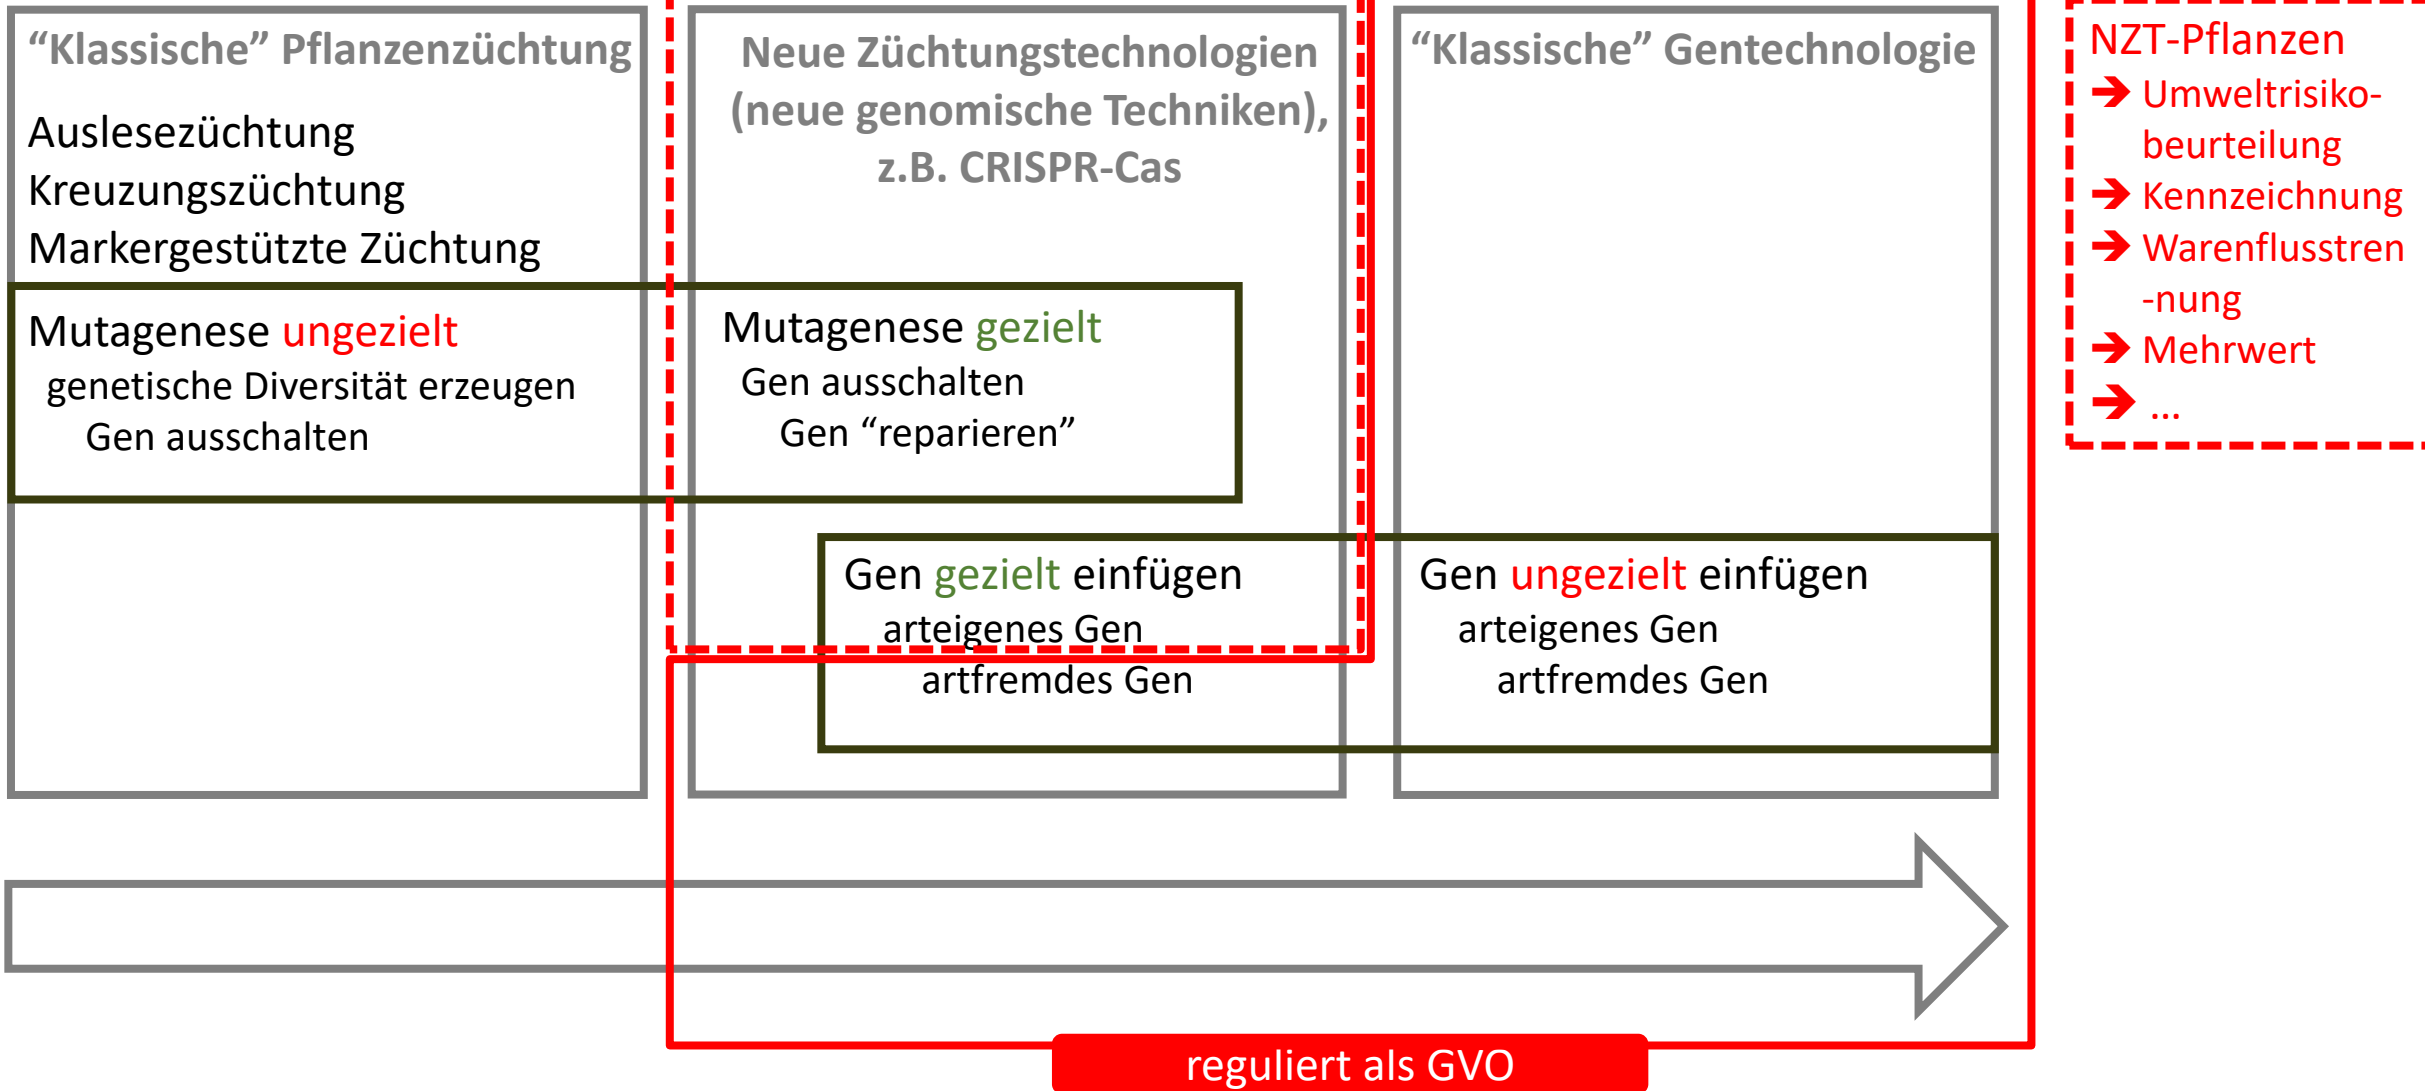 “Klassische” Pflanzenzüchtung
Auslesezüchtung
Kreuzungszüchtung
Markergestützte Züchtung
Mutagenese ungezielt
genetische Diversität erzeugen
Gen ausschalten
Neue Züchtungstechnologien
(neue genomische Techniken),
z.B. CRISPR-Cas
Mutagenese gezielt
Gen ausschalten
Gen “reparieren”
Gen gezielt einfügen
arteigenes Gen
artfremdes Gen
“Klassische” Gentechnologie
Gen ungezielt einfügen
arteigenes Gen
artfremdes Gen
NZT-Pflanzen
➔ Umweltrisiko-
beurteilung
➔ Kennzeichnung
➔ Warenflusstren
-nung
➔ Mehrwert
➔ ...
reguliert als GVO